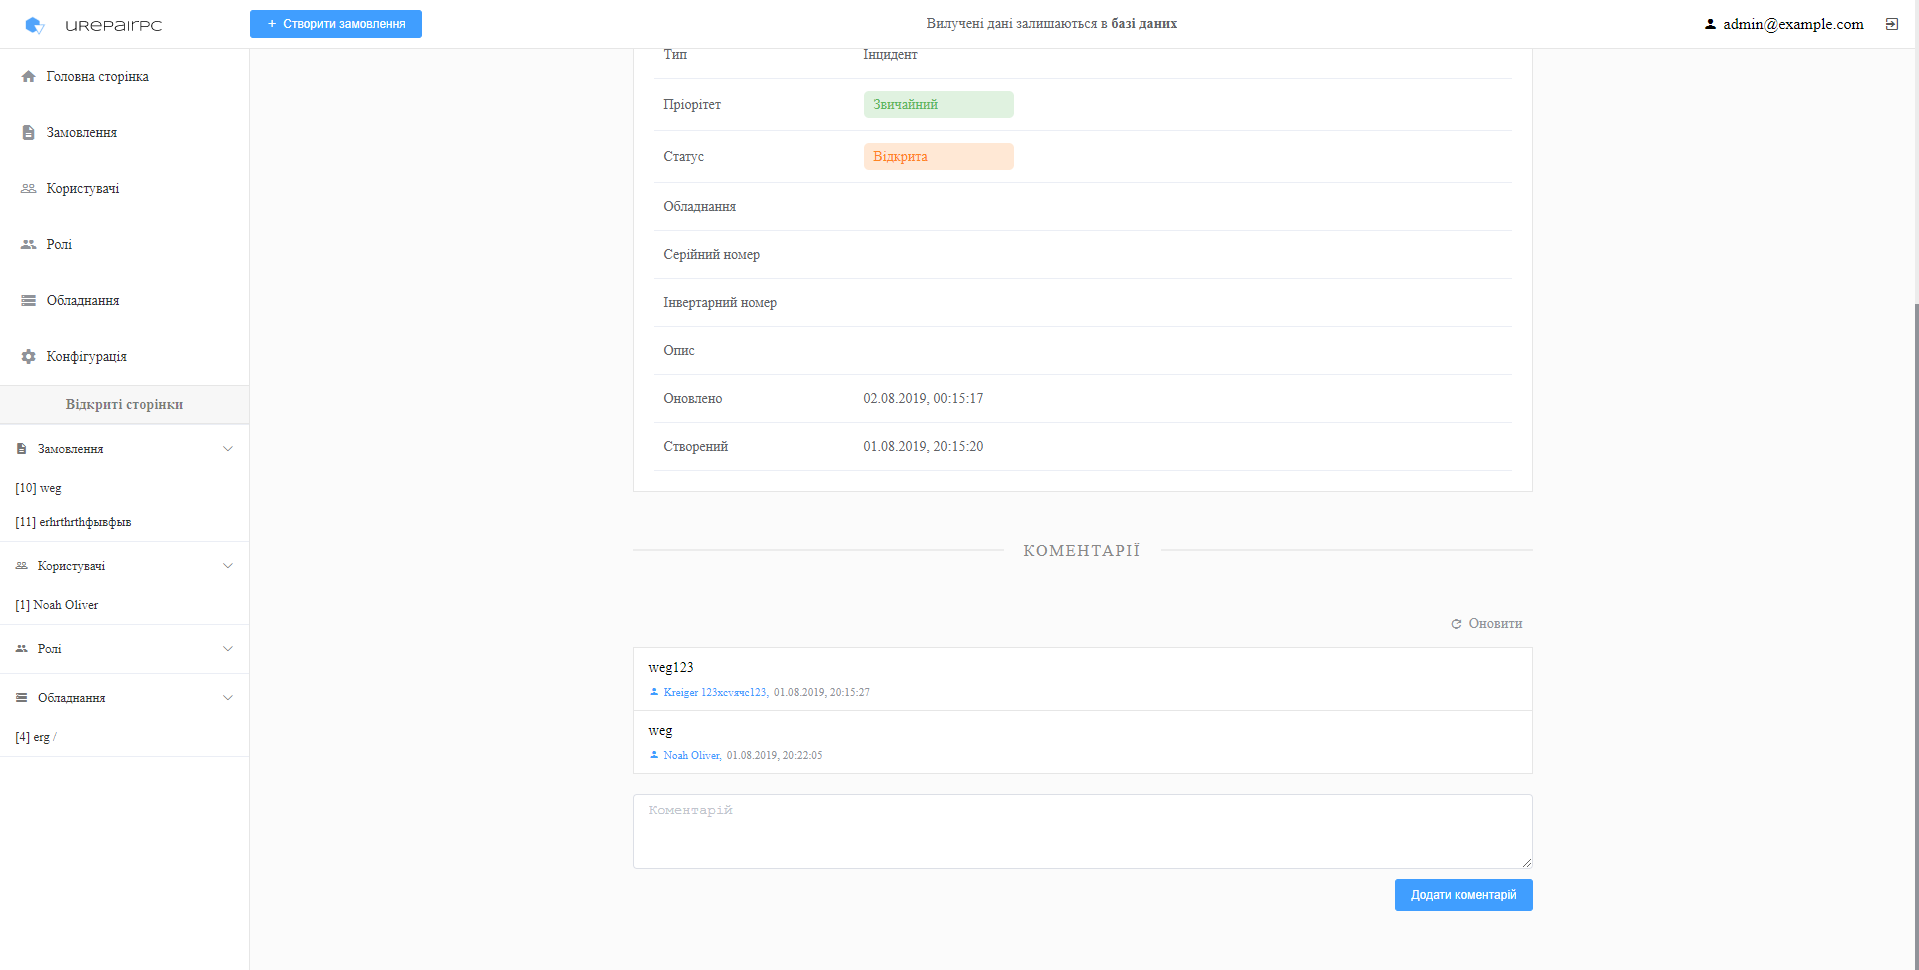 urepairpc
+ Створити замовлення
Вилучені дані залишаються в базі даних
admin@example.com
Головна сторінка
Замовлення
Користувачі
Ролі
Обладнання
Конфігурація
Відкриті сторінки
Замовлення
[10] weg
[11] erhrthrthфывфыв
Користувачі
[1] Noah Oliver
Ролі
Обладнання
[4] erg /
Тип Інцидент
Пріорітет Звичайний
Статус Відкрита
Обладнання
Серійний номер
Інвертарний номер
Опис
Оновлено 02.08.2019, 00:15:17
Створений 01.08.2019, 20:15:20
КОМЕНТАРІЇ
Оновити
weg123
Kreiger 123хсvячс123, 01.08.2019, 20:15:27
weg
Noah Oliver, 01.08.2019, 20:22:05
Коментарій
Додати коментарій